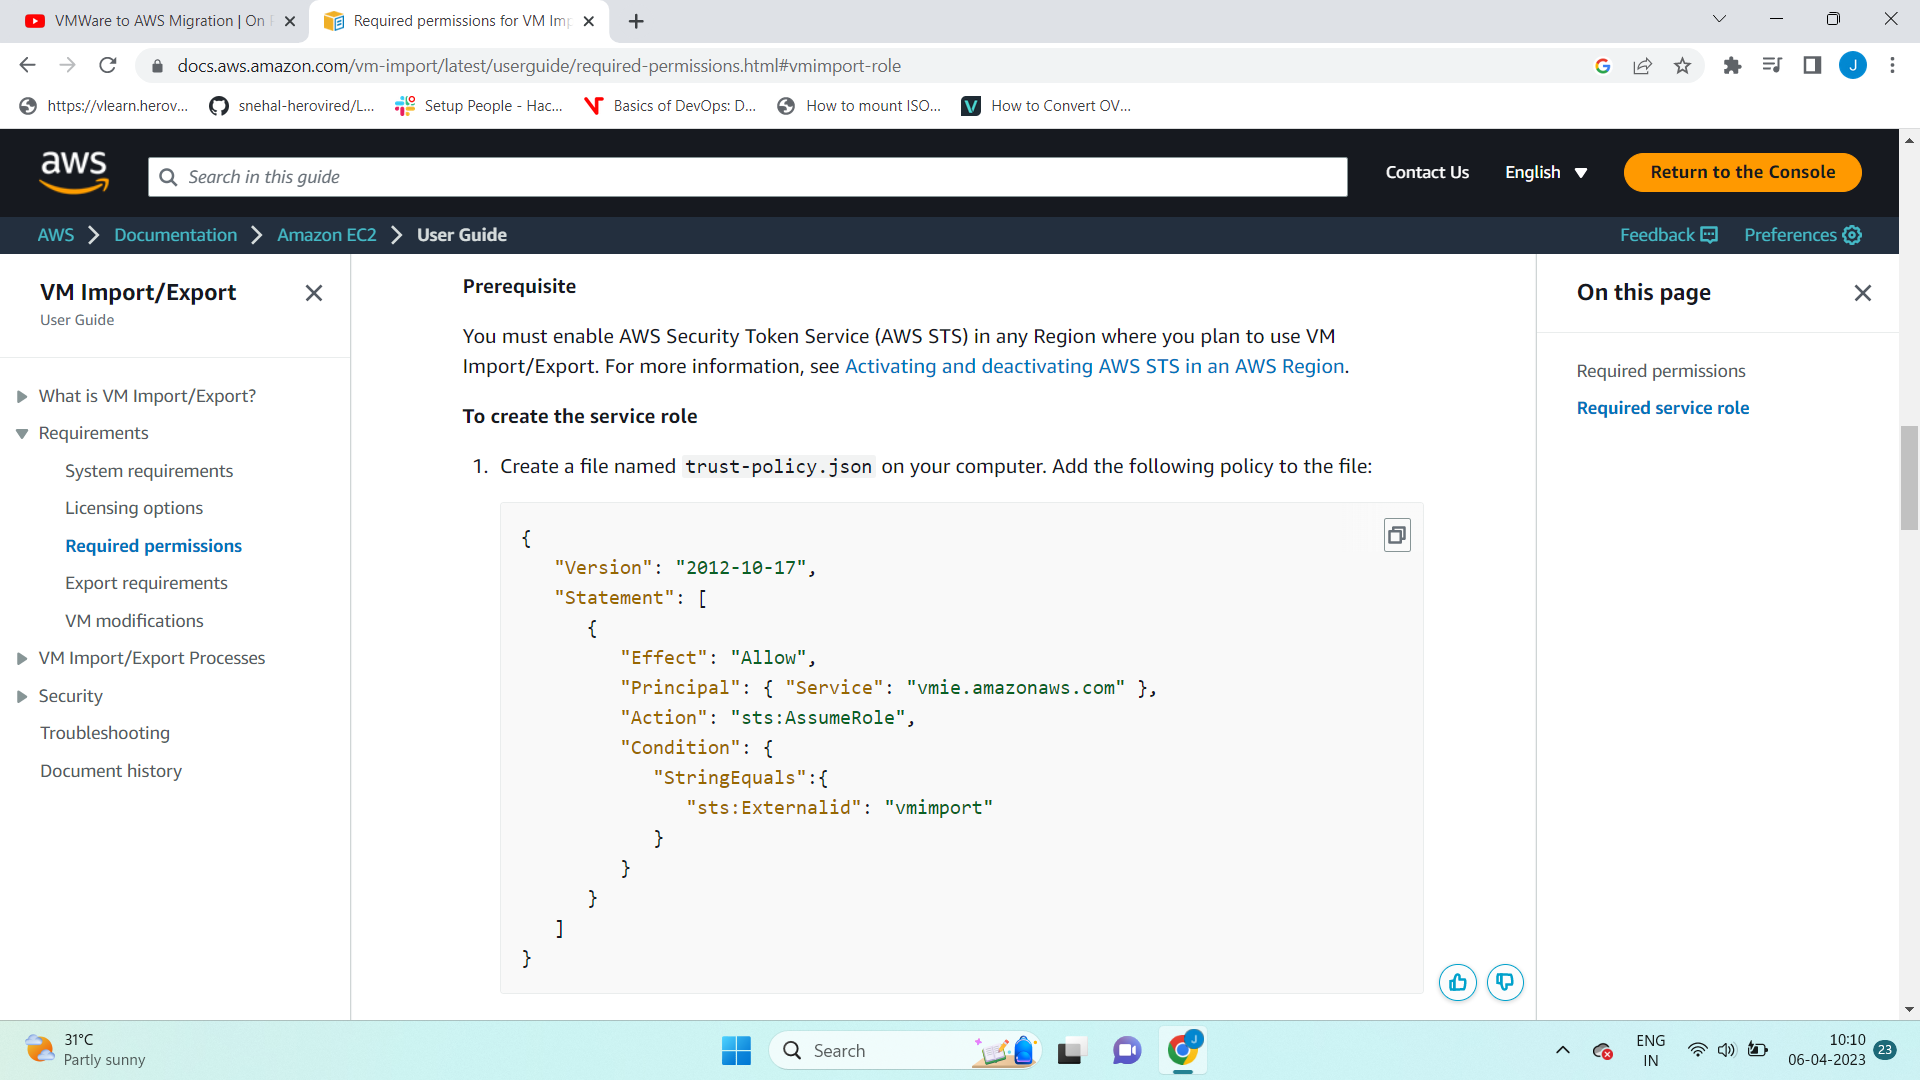 VMWare to AWS Migration | On
Required permissions for VM Imp
docs.aws.amazon.com/vm-import/latest/userguide/required-permissions.html#vmimport-role
J
https://vlearn.herov...
snehal-herovired/L...
Setup People - Hac...
Basics of DevOps: D...
How to mount ISO...
How to Convert OV...
aws
Search in this guide
Contact Us
English
Return to the Console
AWS > Documentation > Amazon EC2 > User Guide
Feedback
Preferences
VM Import/Export
User Guide
What is VM Import/Export?
Requirements
System requirements
Licensing options
Required permissions
Export requirements
VM modifications
VM Import/Export Processes
Security
Troubleshooting
Document history
Prerequisite
You must enable AWS Security Token Service (AWS STS) in any Region where you plan to use VM
Import/Export. For more information, see Activating and deactivating AWS STS in an AWS Region.
To create the service role
1. Create a file named trust-policy.json on your computer. Add the following policy to the file:
{
"Version": "2012-10-17",
"Statement": [
{
"Effect": "Allow",
"Principal": { "Service": "vmie.amazonaws.com" },
"Action": "sts:AssumeRole",
"Condition": {
"StringEquals":{
"sts:Externalid": "vmimport"
}
}
}
]
}
On this page
Required permissions
Required service role
31°C
Partly sunny
Search
J
ENG
IN
10:10
06-04-2023
23